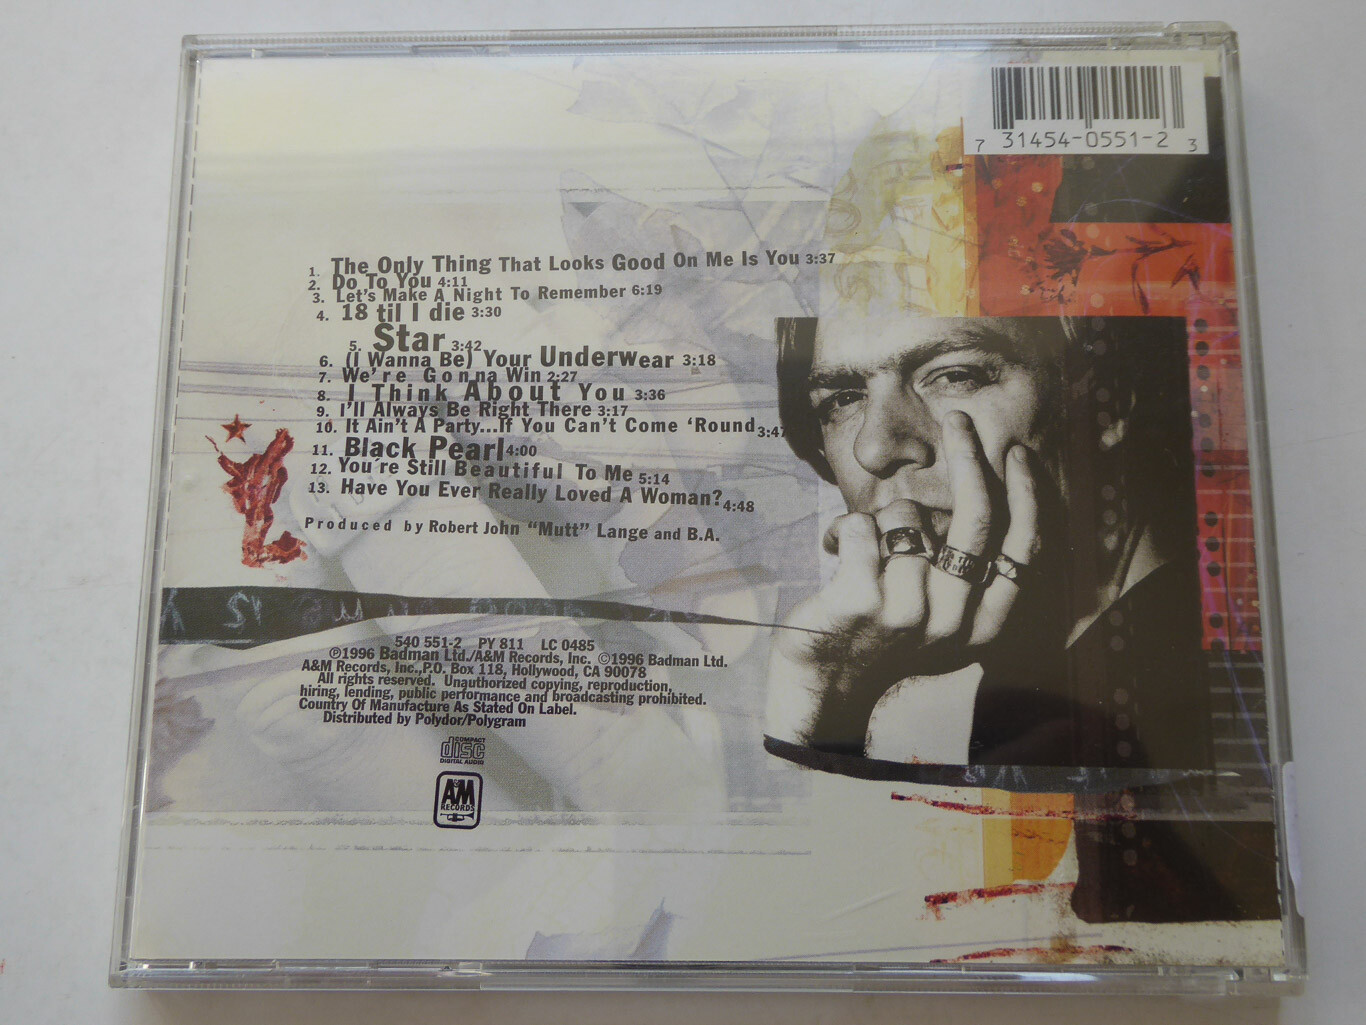 7 31454-0551-2 3
1. The Only Thing That Looks Good On Me Is You 3:37
2. Do To You 4:11
3. Let's Make A Night To Remember 6:19
4. 18 til I die 3:30
5. Star 3:42
6. (I Wanna Be) Your Underwear 3:18
7. We're Gonna Win 2:27
8. I Think About You 3:36
9. I'll Always Be Right There 3:17
10. It Ain't A Party...If You Can't Come 'Round 3:47
11. Black Pearl 4:00
12. You're Still Beautiful To Me 5:14
13. Have You Ever Really Loved A Woman? 4:48
Produced by Robert John "Mutt" Lange and B.A.
540 551-2 PY 811 LC 0485
℗1996 Badman Ltd./A&M Records, Inc. ©1996 Badman Ltd.
A&M Records, Inc.,P.O. Box 118, Hollywood, CA 90078
All rights reserved. Unauthorized copying, reproduction,
hiring, lending, public performance and broadcasting prohibited.
Country Of Manufacture As Stated On Label.
Distributed by Polydor/Polygram
COMPACT
disc
DIGITAL AUDIO
A&M
RECORDS